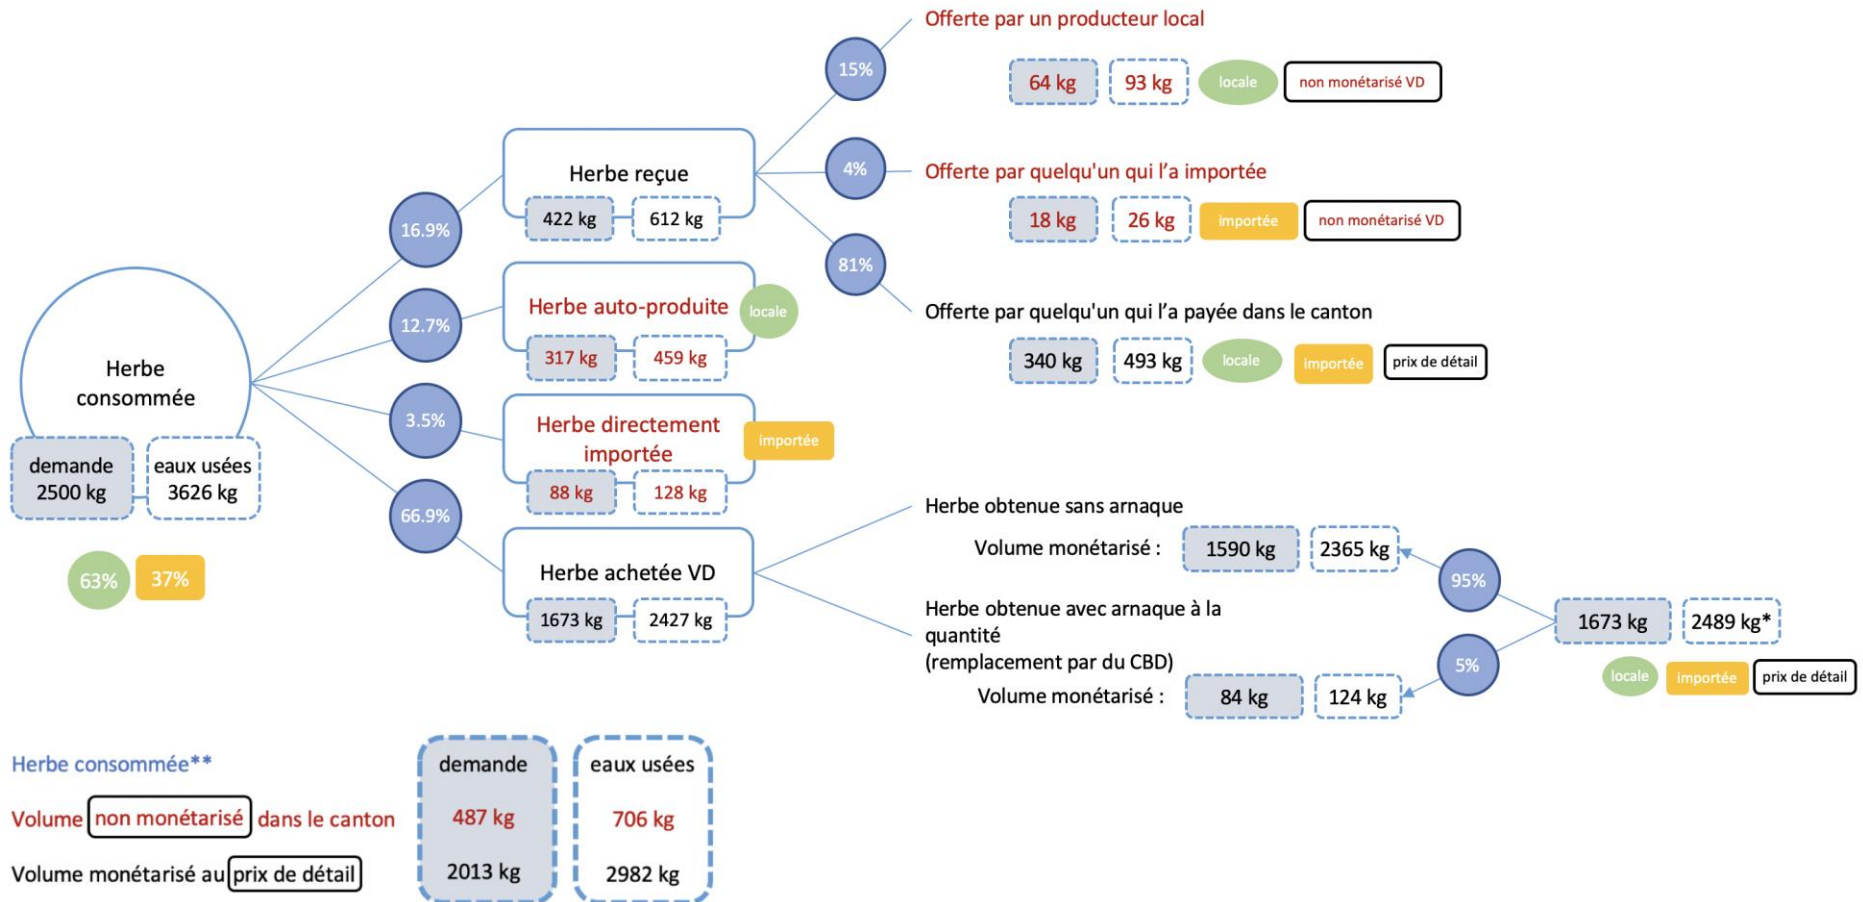 Offerte par un producteur local
15%
64 kg 93 kg locale non monétarisé VD
Herbe reçue
422 kg 612 kg
4%
Offerte par quelqu'un qui l’a importée
18 kg 26 kg importée non monétarisé VD
16.9%
81%
Offerte par quelqu'un qui l’a payée dans le canton
340 kg 493 kg locale importée prix de détail
12.7%
Herbe auto-produite locale
317 kg 459 kg
Herbe
consommée
demande
2500 kg
eaux usées
3626 kg
63% 37%
3.5%
Herbe directement
importée
importée
88 kg 128 kg
66.9%
Herbe achetée VD
1673 kg 2427 kg
Herbe obtenue sans arnaque
Volume monétarisé : 1590 kg 2365 kg
95%
Herbe obtenue avec arnaque à la
quantité
(remplacement par du CBD)
Volume monétarisé : 84 kg 124 kg
5%
1673 kg 2489 kg*
locale importée prix de détail
Herbe consommée** demande eaux usées
Volume non monétarisé dans le canton 487 kg 706 kg
Volume monétarisé au prix de détail 2013 kg 2982 kg